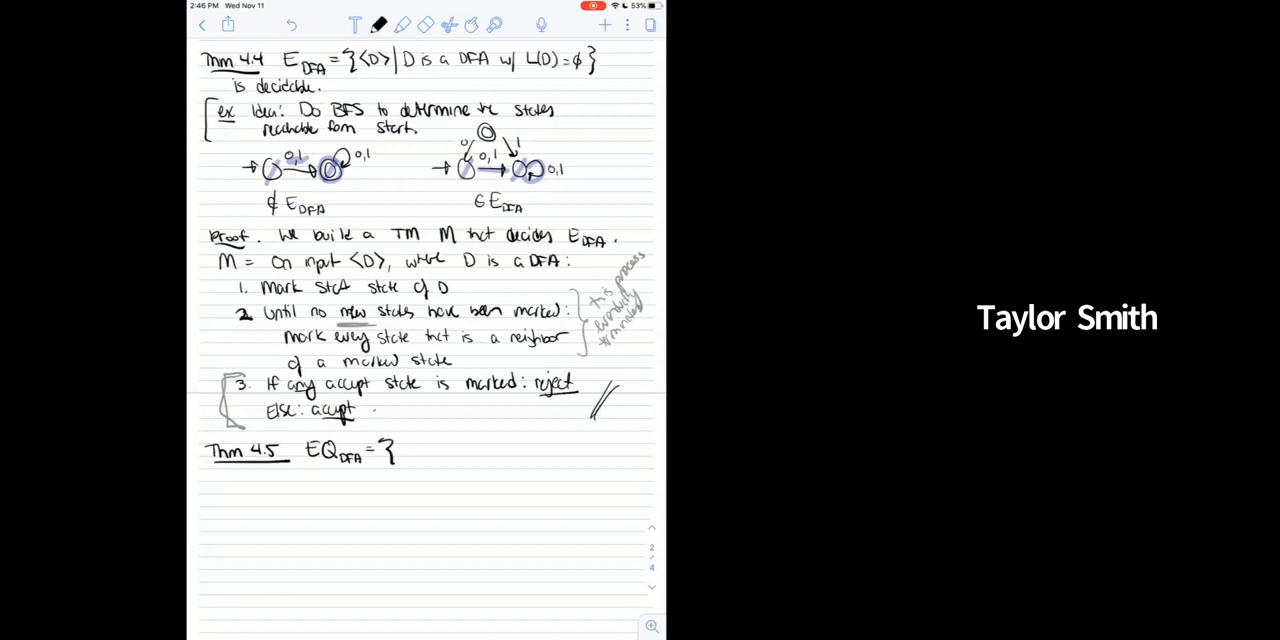 2:46 PM Wed Nov 11
53%
Thm 4.4 E_DFA = {<D> | D is a DFA w/ L(D) = ∅}
is decidable.
ex Idea: Do BFS to determine the states
reachable from start.
0,1 0,1
0 1
0,1 0,1
∉ E_DFA ∈ E_DFA
Proof. We build a TM M that decides E_DFA.
M = On input <D>, where D is a DFA:
1. Mark start state of D
2. Until no new states have been marked:
mark every state that is a neighbor
of a marked state
this process
eventually
terminates
3. If any accept state is marked: reject
Else: accept.
Thm 4.5 EQ_DFA = {
2
/
4
Taylor Smith